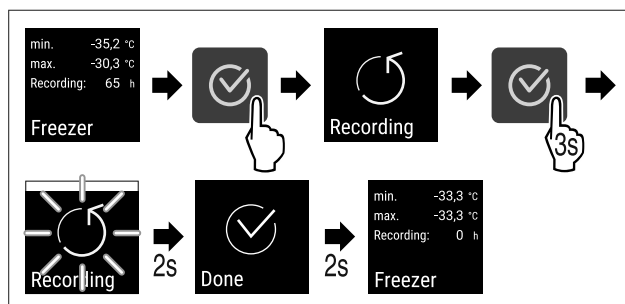 min. -35,2 °C
max. -30,3 °C
Recording: 65 h
Freezer
Recording
3s
Recording
2s
Done
2s
min. -33,3 °C
max. -33,3 °C
Recording: 0 h
Freezer